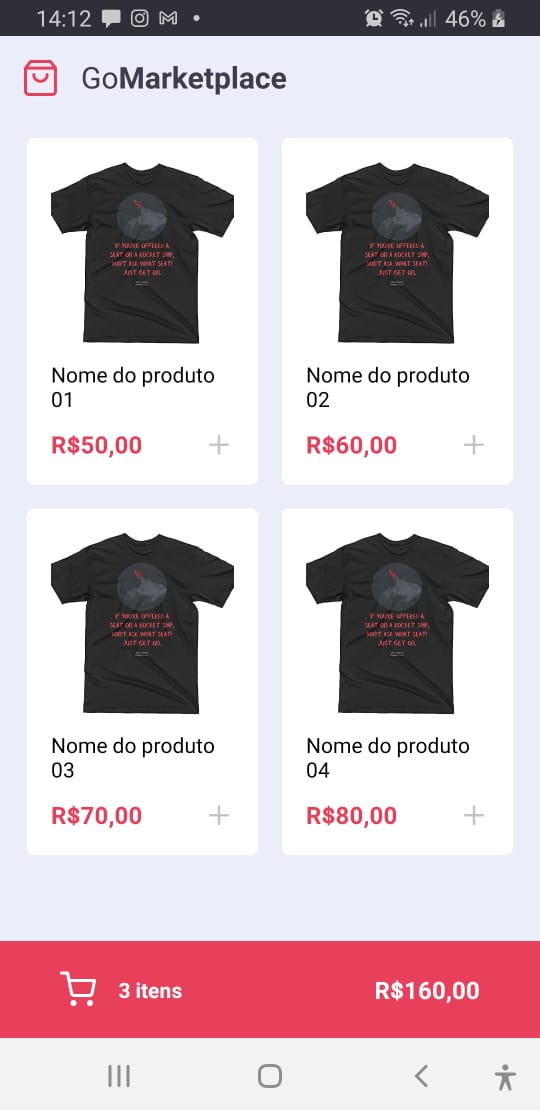 14:12
46%
GoMarketplace
IF YOU'RE OFFERED A
SEAT ON A ROCKET SHIP,
DON'T ASK WHAT SEAT!
JUST GET ON.
IF YOU'RE OFFERED A
SEAT ON A ROCKET SHIP,
DON'T ASK WHAT SEAT!
JUST GET ON.
Nome do produto
01
Nome do produto
02
R$50,00
R$60,00
IF YOU'RE OFFERED A
SEAT ON A ROCKET SHIP,
DON'T ASK WHAT SEAT!
JUST GET ON.
IF YOU'RE OFFERED A
SEAT ON A ROCKET SHIP,
DON'T ASK WHAT SEAT!
JUST GET ON.
Nome do produto
03
Nome do produto
04
R$70,00
R$80,00
3 itens
R$160,00